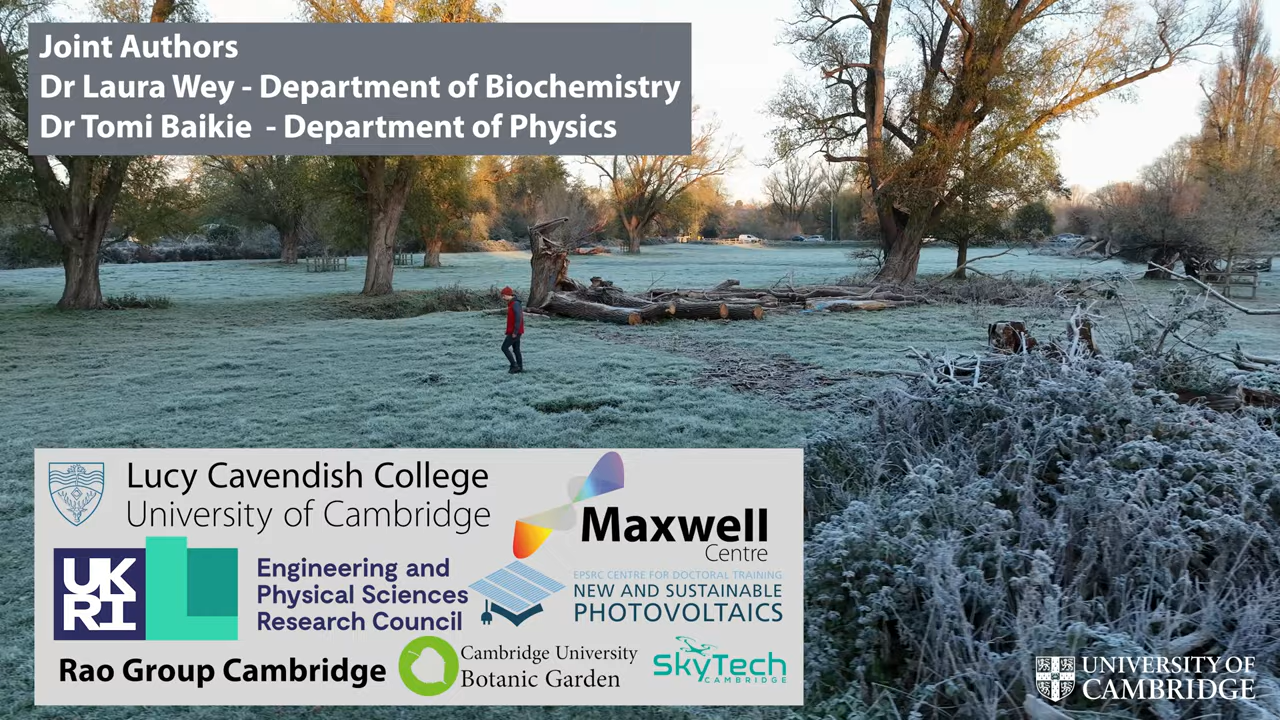 Joint Authors
Dr Laura Wey - Department of Biochemistry
Dr Tomi Baikie - Department of Physics
Lucy Cavendish College
University of Cambridge
Maxwell
Centre
UK
RI
Engineering and
Physical Sciences
Research Council
EPSRC CENTRE FOR DOCTORAL TRAINING
NEW AND SUSTAINABLE
PHOTOVOLTAICS
Rao Group Cambridge
Cambridge University
Botanic Garden
SkyTech
CAMBRIDGE
UNIVERSITY OF
CAMBRIDGE